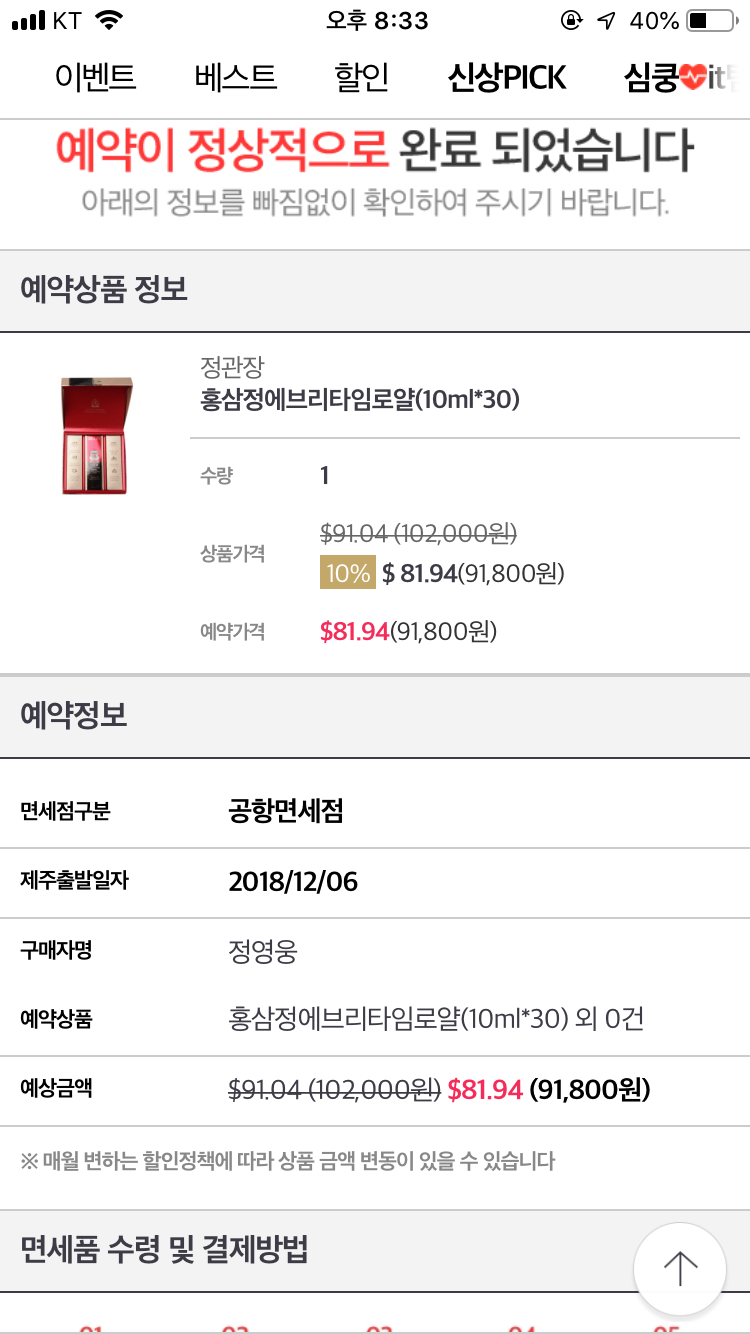 KT 오후 8:33 40%
이벤트 베스트 할인 신상PICK 심쿵it
예약이 정상적으로 완료 되었습니다
아래의 정보를 빠짐없이 확인하여 주시기 바랍니다.
예약상품 정보
정관장
홍삼정에브리타임로얄(10ml*30)
수량 1
상품가격 $91.04 (102,000원)
10% $ 81.94(91,800원)
예약가격 $81.94(91,800원)
예약정보
면세점구분 공항면세점
제주출발일자 2018/12/06
구매자명 정영웅
예약상품 홍삼정에브리타임로얄(10ml*30) 외 0건
예상금액 $91.04 (102,000원) $81.94 (91,800원)
※ 매월 변하는 할인정책에 따라 상품 금액 변동이 있을 수 있습니다
면세품 수령 및 결제방법
01 02 03 04 05